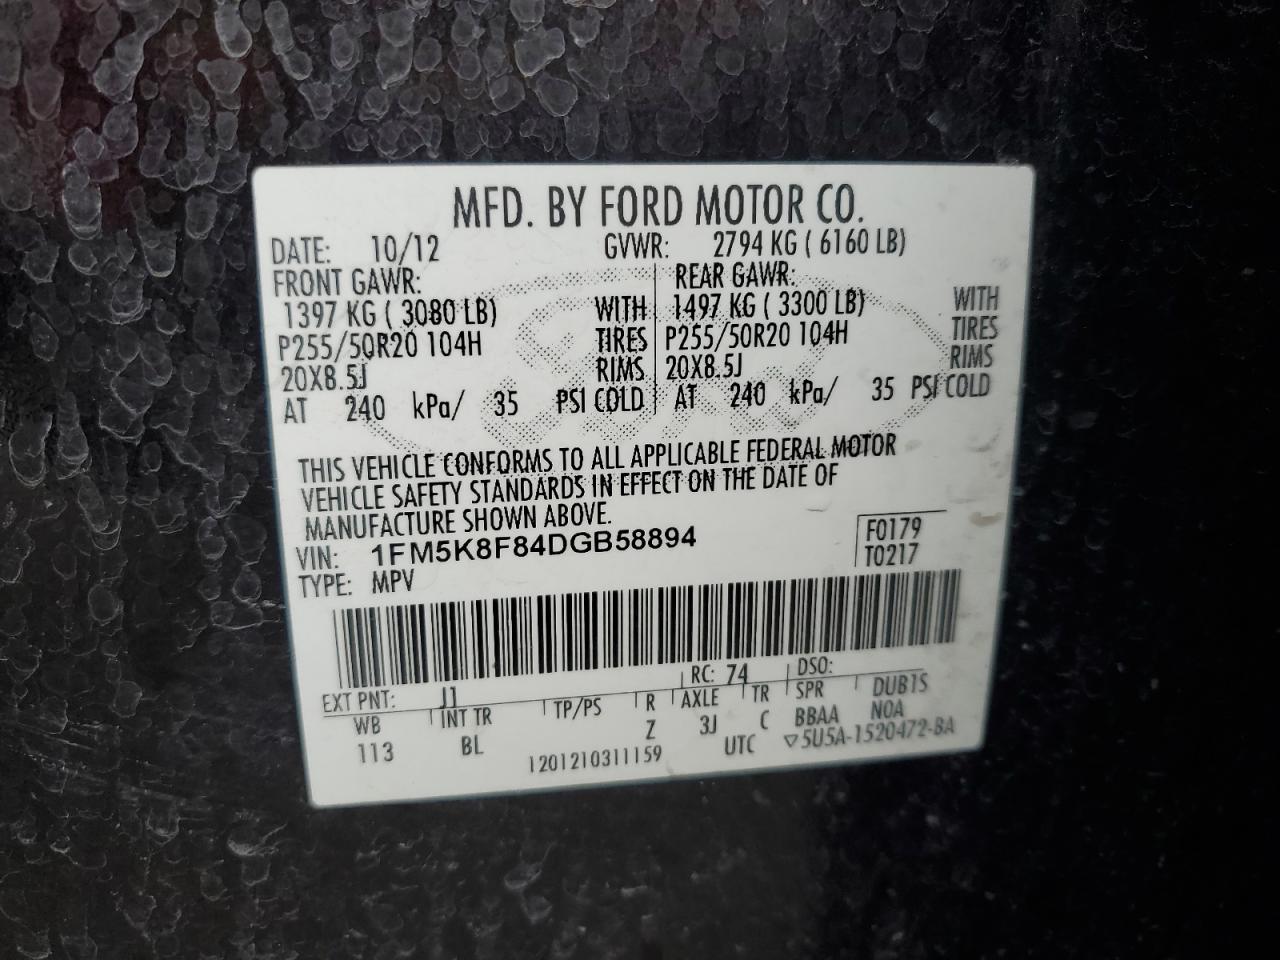 MFD. BY FORD MOTOR CO.
DATE: 10/12 GVWR: 2794 KG ( 6160 LB)
FRONT GAWR: REAR GAWR:
1397 KG ( 3080 LB) WITH 1497 KG ( 3300 LB) WITH
P255/50R20 104H TIRES P255/50R20 104H TIRES
20X8.5J RIMS 20X8.5J RIMS
AT 240 kPa/ 35 PSI COLD AT 240 kPa/ 35 PSI COLD
THIS VEHICLE CONFORMS TO ALL APPLICABLE FEDERAL MOTOR
VEHICLE SAFETY STANDARDS IN EFFECT ON THE DATE OF
MANUFACTURE SHOWN ABOVE.
VIN: 1FM5K8F84DGB58894 F0179
TYPE: MPV T0217
EXT PNT: J1 RC: 74 DSO:
WB INT TR TP/PS R AXLE TR SPR DUB1S
113 BL Z 3J C BBAA NOA
1201210311159 UTC ▽5U5A-1520472-BA